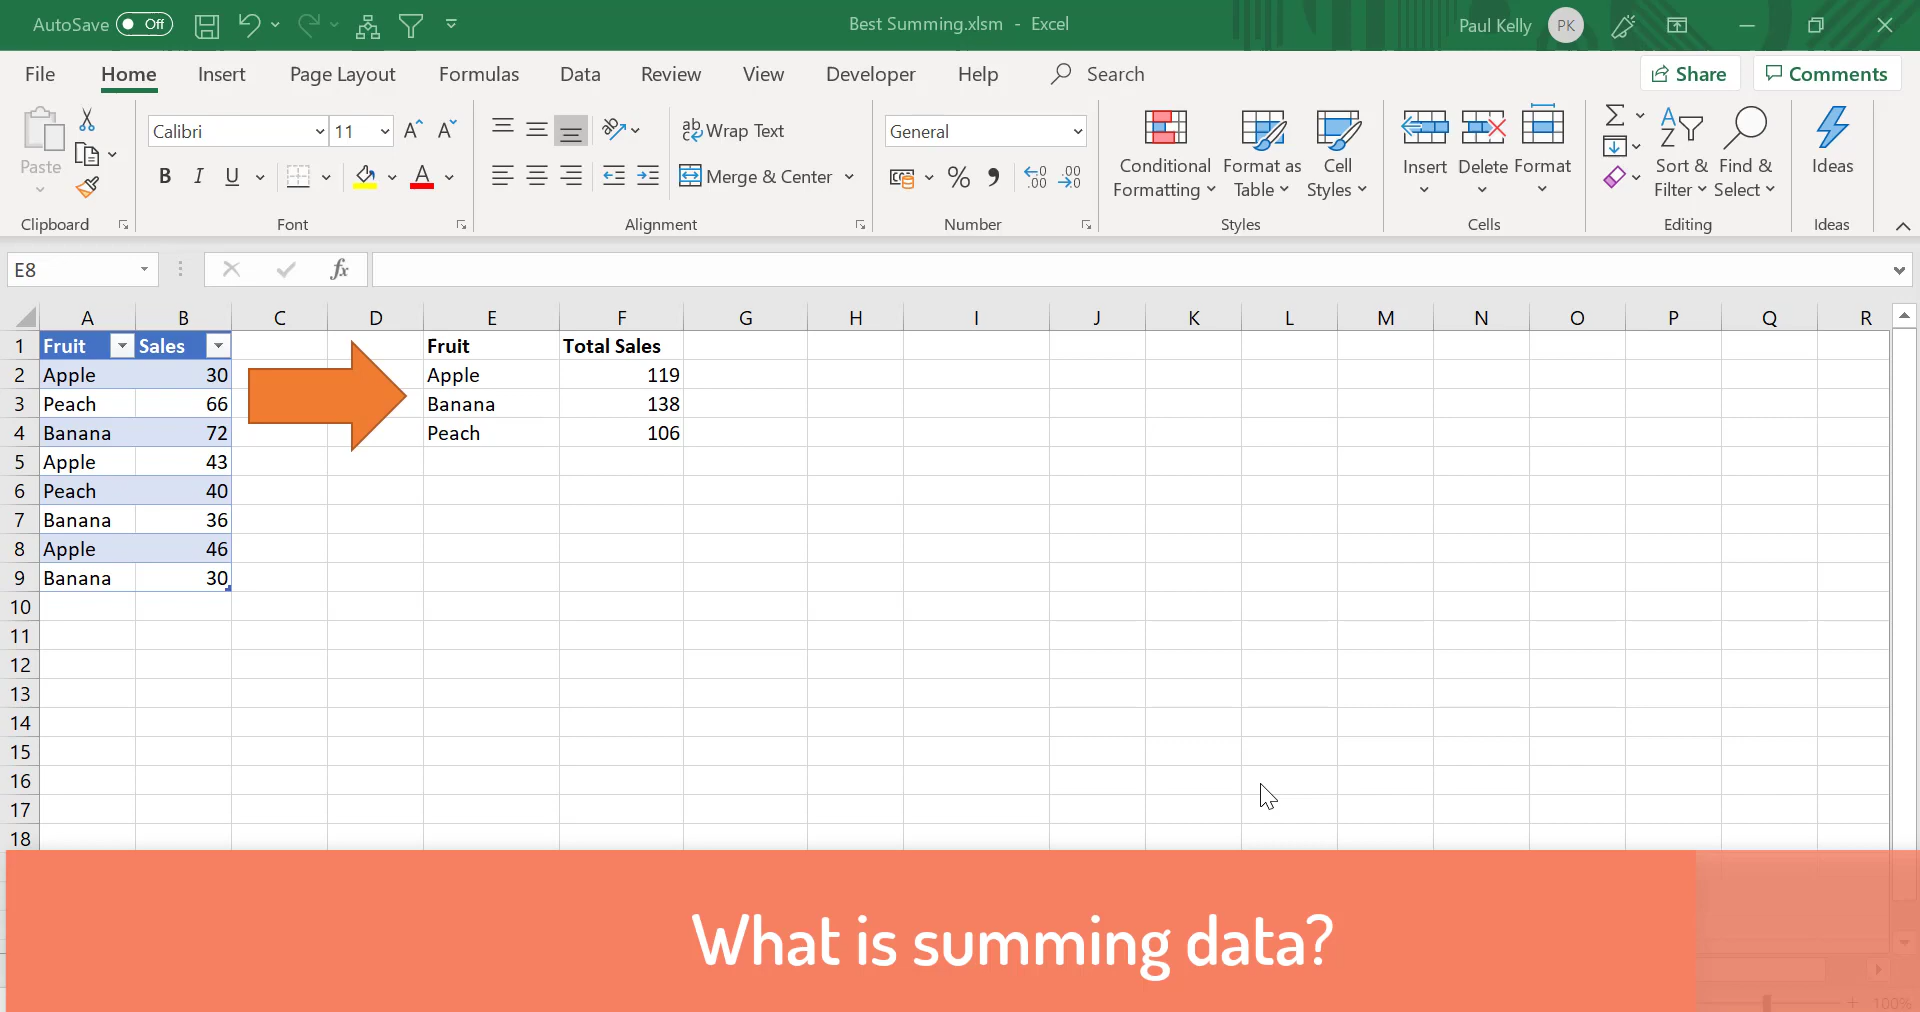 AutoSave Off Best Summing.xlsm - Excel Paul Kelly PK
File Home Insert Page Layout Formulas Data Review View Developer Help Search Share Comments
Paste
Clipboard
Calibri 11
B I U A
Font
ab Wrap Text
Merge & Center
Alignment
General
% , .00 .00
Number
Conditional Formatting
Format as Table
Cell Styles
Styles
Insert Delete Format
Cells
Sort & Filter
Find & Select
Editing
Ideas
Ideas
E8 fx
A B C D E F G H I J K L M N O P Q R
1 Fruit Sales Fruit Total Sales
2 Apple 30 Apple 119
3 Peach 66 Banana 138
4 Banana 72 Peach 106
5 Apple 43
6 Peach 40
7 Banana 36
8 Apple 46
9 Banana 30
10
11
12
13
14
15
16
17
18
What is summing data?
100%